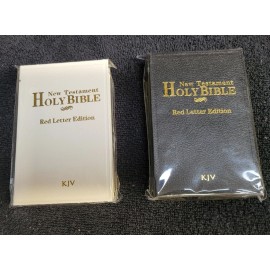 New Testament
HOLY BIBLE
Red Letter Edition
KJV
New Testament
HOLY BIBLE
Red Letter Edition
KJV